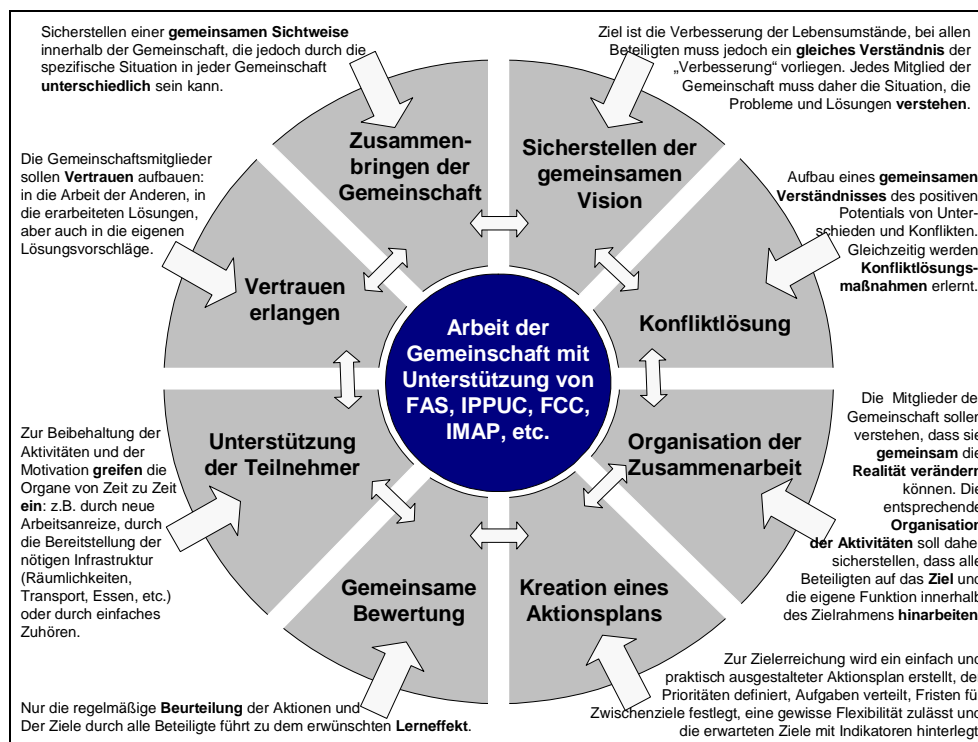 Sicherstellen einer gemeinsamen Sichtweise
innerhalb der Gemeinschaft, die jedoch durch die
spezifische Situation in jeder Gemeinschaft
unterschiedlich sein kann.
Ziel ist die Verbesserung der Lebensumstände, bei allen
Beteiligten muss jedoch ein gleiches Verständnis der
„Verbesserung“ vorliegen. Jedes Mitglied der
Gemeinschaft muss daher die Situation, die
Probleme und Lösungen verstehen.
Zusammen-
bringen der
Gemeinschaft
Sicherstellen der
gemeinsamen
Vision
Die Gemeinschaftsmitglieder
sollen Vertrauen aufbauen:
in die Arbeit der Anderen, in
die erarbeiteten Lösungen,
aber auch in die eigenen
Lösungsvorschläge.
Aufbau eines gemeinsamen
Verständnisses des positiven
Potentials von Unter-
schieden und Konflikten.
Gleichzeitig werden
Konfliktlösungs-
maßnahmen erlernt.
Vertrauen
erlangen
Konfliktlösung
Arbeit der
Gemeinschaft mit
Unterstützung von
FAS, IPPUC, FCC,
IMAP, etc.
Zur Beibehaltung der
Aktivitäten und der
Motivation greifen die
Organe von Zeit zu Zeit
ein: z.B. durch neue
Arbeitsanreize, durch
die Bereitstellung der
nötigen Infrastruktur
(Räumlichkeiten,
Transport, Essen, etc.)
oder durch einfaches
Zuhören.
Unterstützung
der Teilnehmer
Organisation der
Zusammenarbeit
Die Mitglieder de
Gemeinschaft sollen
verstehen, dass sie
gemeinsam die
Realität verändern
können. Die
entsprechende
Organisation
der Aktivitäten soll dahe
sicherstellen, dass alle
Beteiligten auf das Ziel und
die eigene Funktion innerhalb
des Zielrahmens hinarbeiten
Gemeinsame
Bewertung
Kreation eines
Aktionsplans
Nur die regelmäßige Beurteilung der Aktionen und
Der Ziele durch alle Beteiligte führt zu dem erwünschten Lerneffekt.
Zur Zielerreichung wird ein einfach und
praktisch ausgestalteter Aktionsplan erstellt, de
Prioritäten definiert, Aufgaben verteilt, Fristen fü
Zwischenziele festlegt, eine gewisse Flexibilität zulässt und
die erwarteten Ziele mit Indikatoren hinterlegt